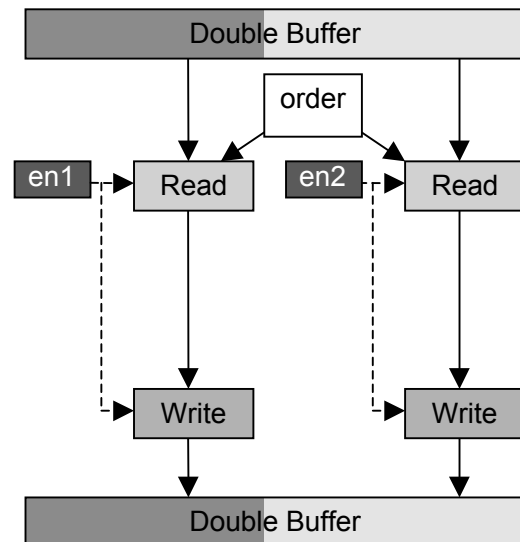 Double Buffer
order
en1
Read
en2
Read
Write
Write
Double Buffer